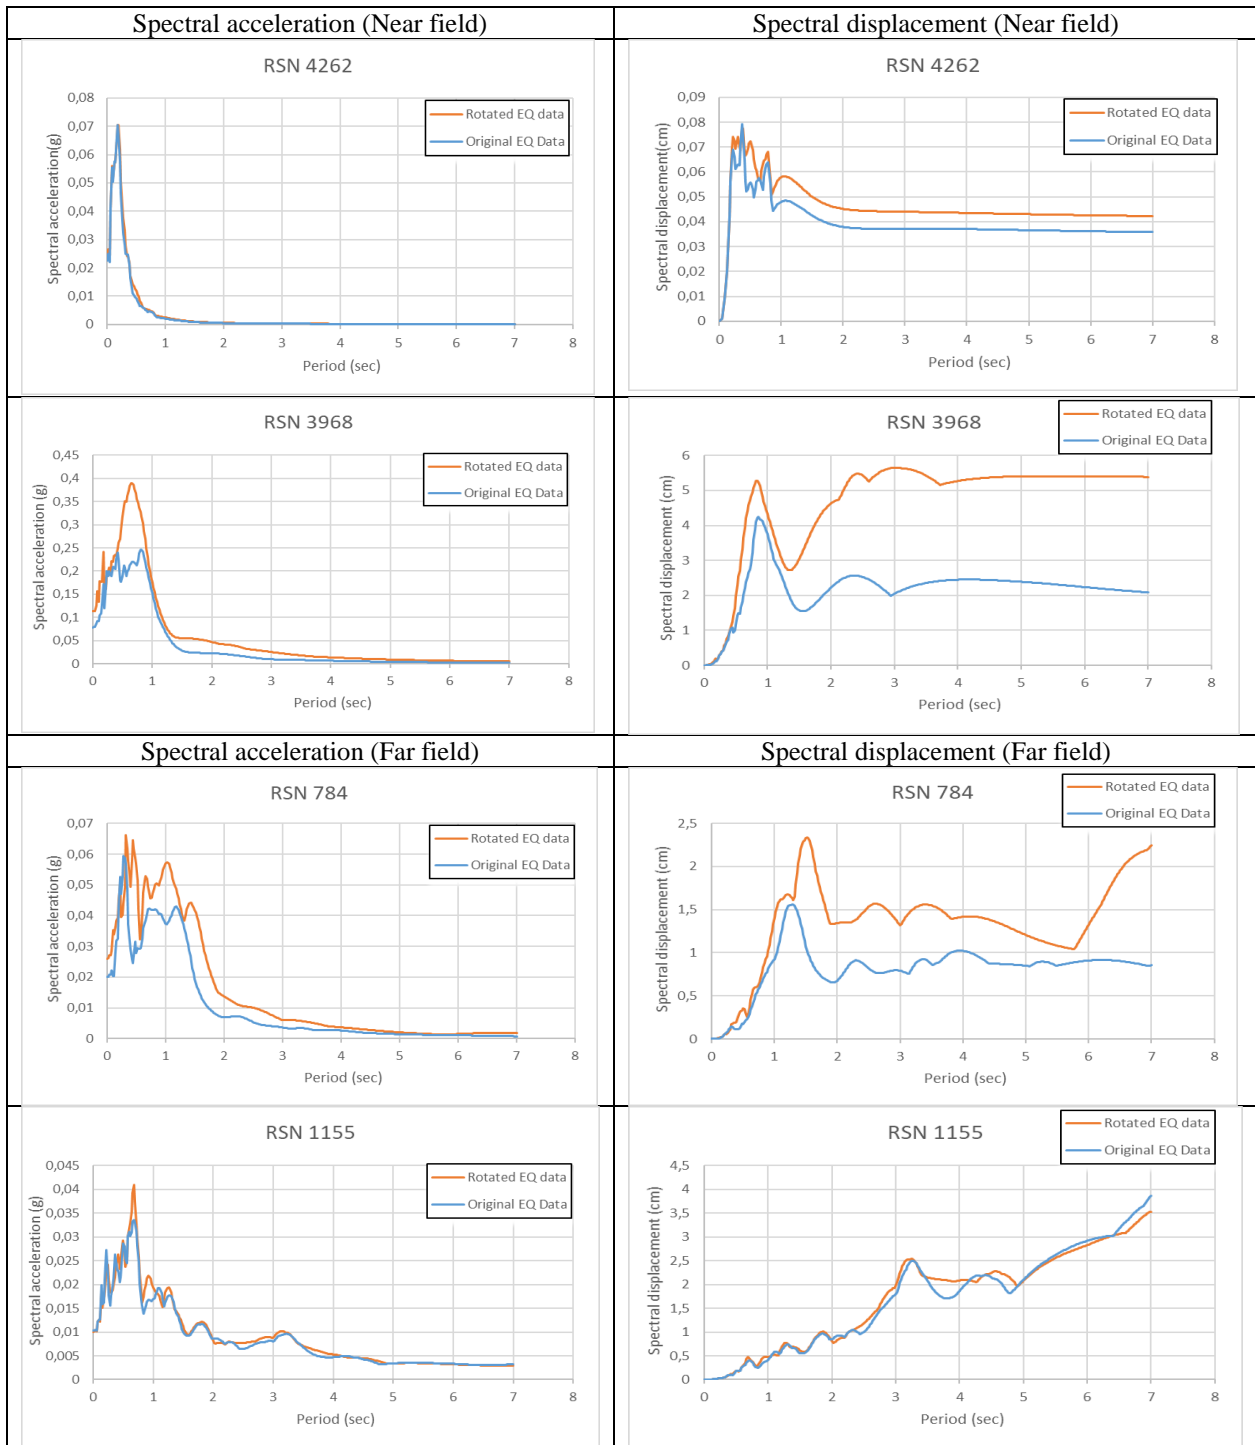 Spectral acceleration (Near field)
Spectral displacement (Near field)
RSN 4262
Rotated EQ data
Original EQ Data
Spectral acceleration(g)
0,08
0,07
0,06
0,05
0,04
0,03
0,02
0,01
0
0 1 2 3 4 5 6 7 8
Period (sec)
RSN 4262
Rotated EQ data
Original EQ Data
Spectral displacement(cm)
0,09
0,08
0,07
0,06
0,05
0,04
0,03
0,02
0,01
0
0 1 2 3 4 5 6 7 8
Period (sec)
RSN 3968
Rotated EQ data
Original EQ Data
Spectral acceleration (g)
0,45
0,4
0,35
0,3
0,25
0,2
0,15
0,1
0,05
0
0 1 2 3 4 5 6 7 8
Period (sec)
RSN 3968
Rotated EQ data
Original EQ Data
Spectral displacement (cm)
6
5
4
3
2
1
0
0 1 2 3 4 5 6 7 8
Period (sec)
Spectral acceleration (Far field)
Spectral displacement (Far field)
RSN 784
Rotated EQ data
Original EQ Data
Spectral acceleration (g)
0,07
0,06
0,05
0,04
0,03
0,02
0,01
0
0 1 2 3 4 5 6 7 8
Period (sec)
RSN 784
Rotated EQ data
Original EQ Data
Spectral displacement (cm)
2,5
2
1,5
1
0,5
0
0 1 2 3 4 5 6 7 8
Period (sec)
RSN 1155
Rotated EQ data
Original EQ Data
Spectral acceleration (g)
0,045
0,04
0,035
0,03
0,025
0,02
0,015
0,01
0,005
0
0 1 2 3 4 5 6 7 8
Period (sec)
RSN 1155
Rotated EQ data
Original EQ Data
Spectral displacement (cm)
4,5
4
3,5
3
2,5
2
1,5
1
0,5
0
0 1 2 3 4 5 6 7 8
Period (sec)